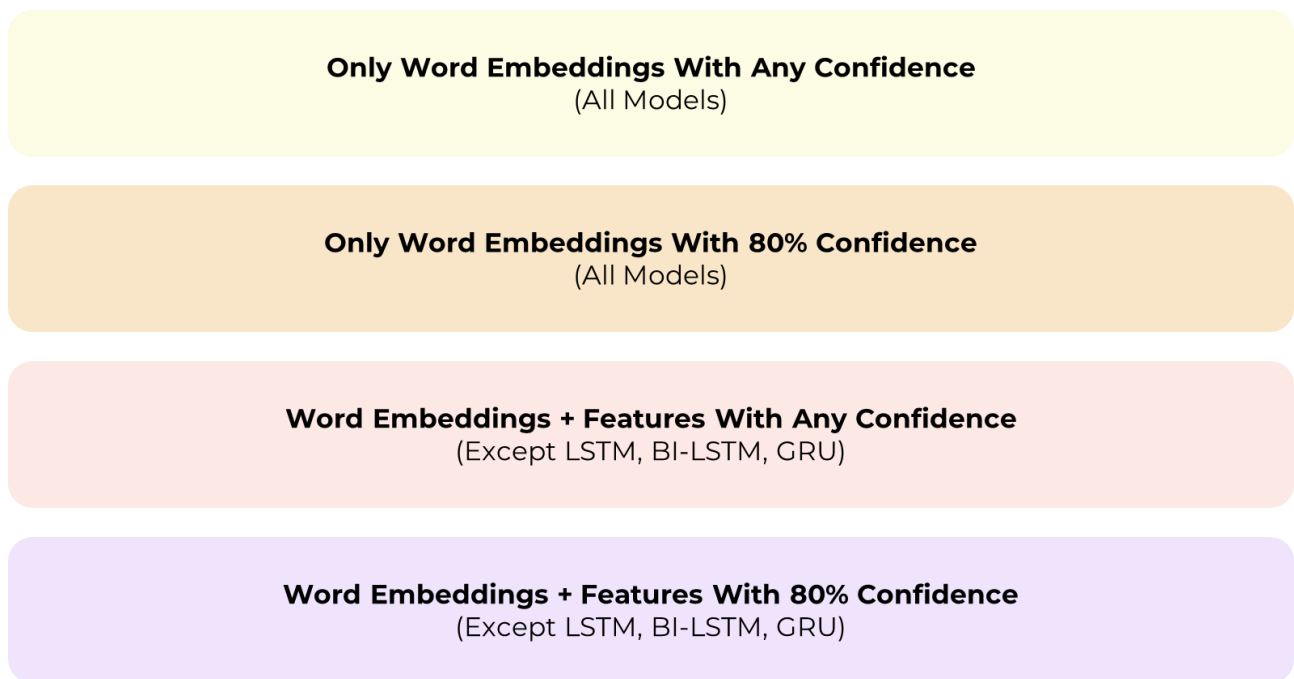 Only Word Embeddings With Any Confidence
(All Models)
Only Word Embeddings With 80% Confidence
(All Models)
Word Embeddings + Features With Any Confidence
(Except LSTM, BI-LSTM, GRU)
Word Embeddings + Features With 80% Confidence
(Except LSTM, BI-LSTM, GRU)